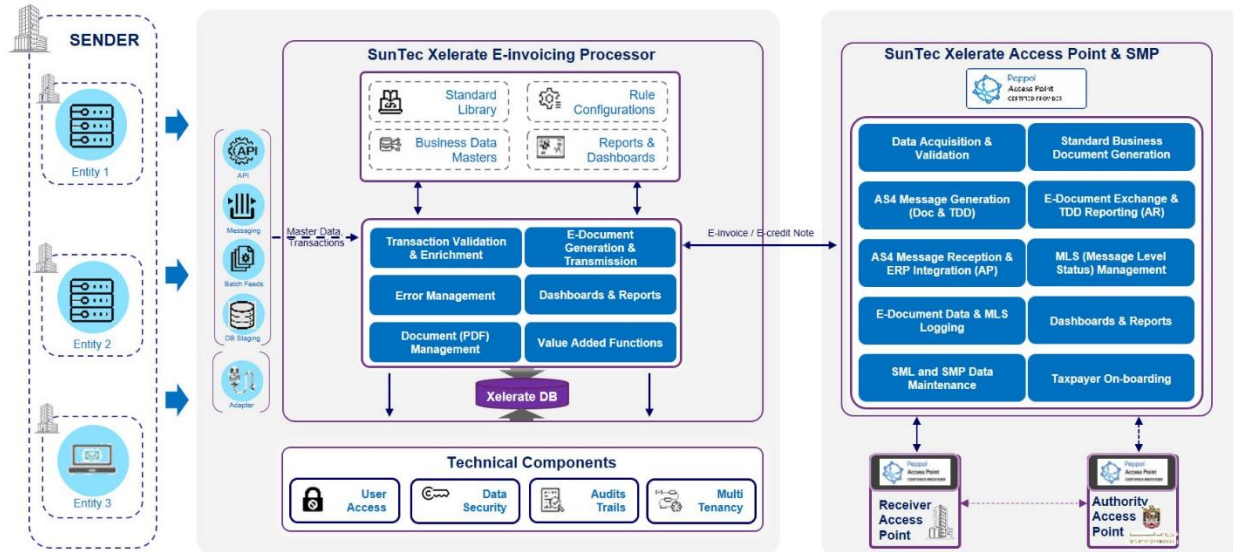 SENDER
Entity 1
Entity 2
Entity 3
API
API
Messaging
Batch Feeds
DB Staging
Adapter
Master Data,
Transactions
SunTec Xelerate E-invoicing Processor
Standard
Library
Rule
Configurations
Business Data
Masters
Reports &
Dashboards
Transaction Validation
& Enrichment
E-Document
Generation &
Transmission
Error Management
Dashboards & Reports
Document (PDF)
Management
Value Added Functions
Xelerate DB
Technical Components
User
Access
Data
Security
Audits
Trails
Multi
Tenancy
E-invoice / E-credit Note
SunTec Xelerate Access Point & SMP
Peppol
Access Point
CERTIFIED PROVIDER
Data Acquisition &
Validation
Standard Business
Document Generation
AS4 Message Generation
(Doc & TDD)
E-Document Exchange &
TDD Reporting (AR)
AS4 Message Reception &
ERP Integration (AP)
MLS (Message Level
Status) Management
E-Document Data & MLS
Logging
Dashboards & Reports
SML and SMP Data
Maintenance
Taxpayer On-boarding
Peppol
Access Point
CERTIFIED PROVIDER
Receiver
Access
Point
Peppol
Access Point
CERTIFIED PROVIDER
Authority
Access
Point